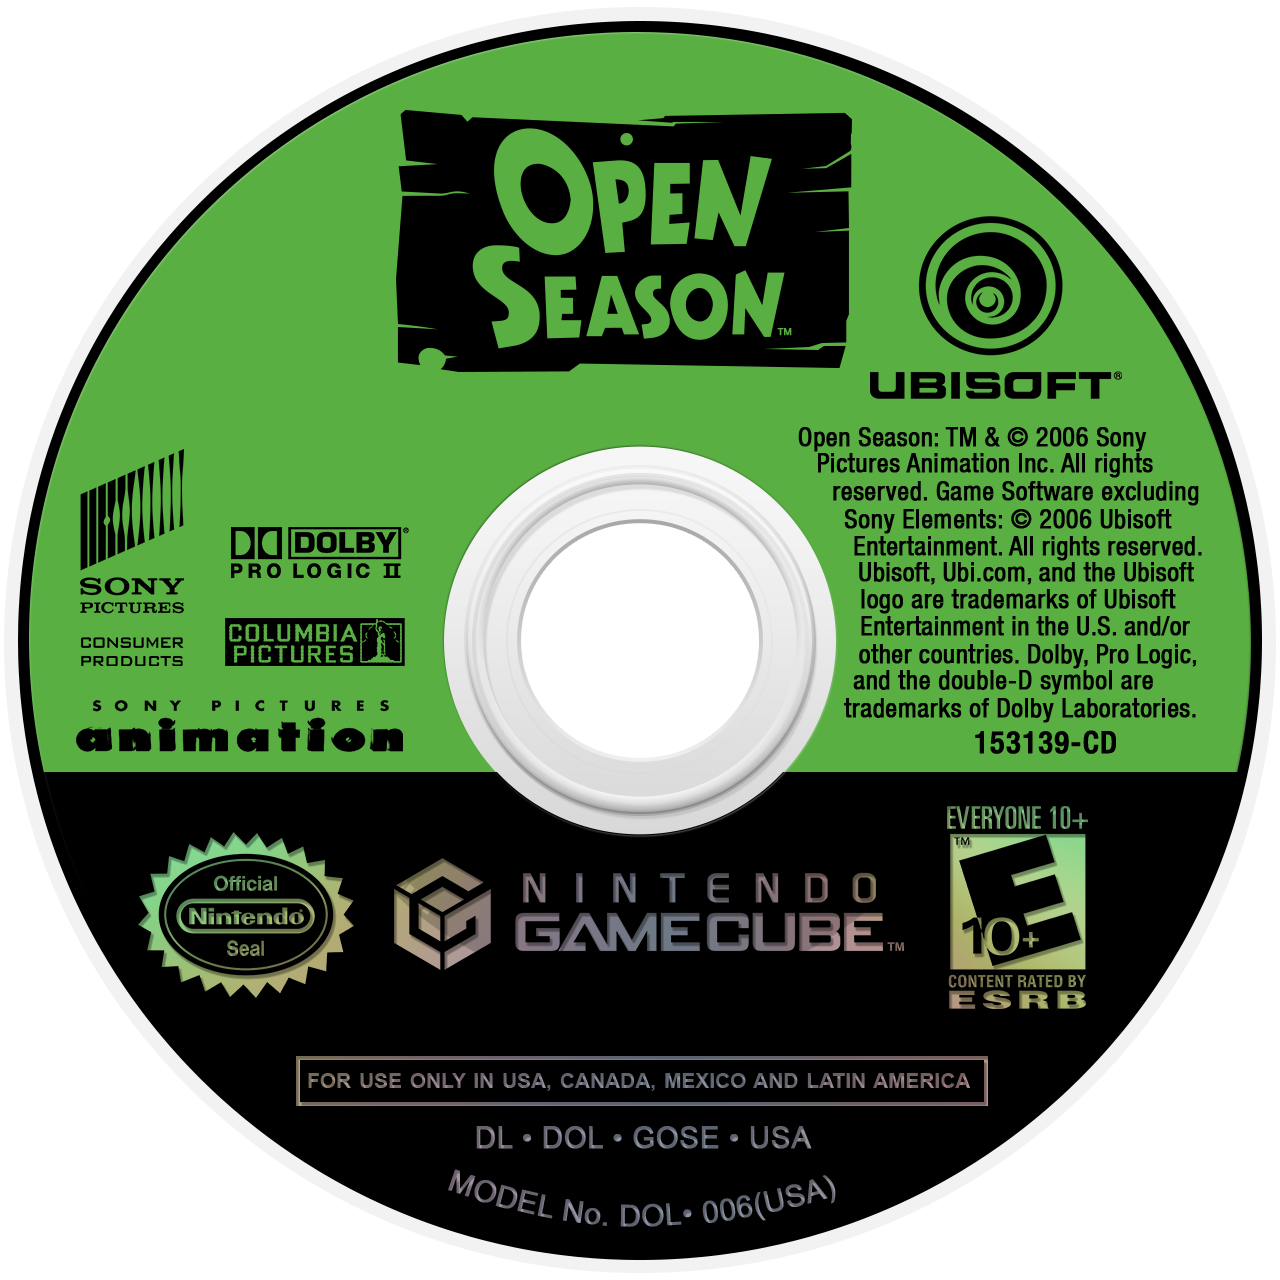 OPEN
SEASON™
UBISOFT®
Open Season: TM & © 2006 Sony
Pictures Animation Inc. All rights
reserved. Game Software excluding
Sony Elements: © 2006 Ubisoft
Entertainment. All rights reserved.
Ubisoft, Ubi.com, and the Ubisoft
logo are trademarks of Ubisoft
Entertainment in the U.S. and/or
other countries. Dolby, Pro Logic,
and the double-D symbol are
trademarks of Dolby Laboratories.
153139-CD
SONY
PICTURES
CONSUMER
PRODUCTS
DOLBY®
PRO LOGIC II
COLUMBIA
PICTURES
SONY PICTURES
animation
Official
Nintendo®
Seal
NINTENDO
GAMECUBE™
EVERYONE 10+
™
E
10+
CONTENT RATED BY
ESRB
FOR USE ONLY IN USA, CANADA, MEXICO AND LATIN AMERICA
DL • DOL • GOSE • USA
MODEL No. DOL• 006(USA)